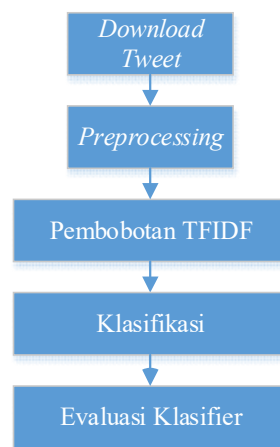 Download
Tweet
Preprocessing
Pembobotan TFIDF
Klasifikasi
Evaluasi Klasifier